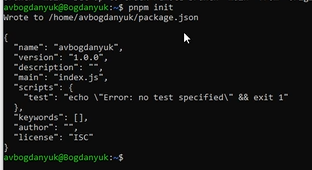 avbogdanyuk@Bogdanyuk:~$ pnpm init
Wrote to /home/avbogdanyuk/package.json

{
  "name": "avbogdanyuk",
  "version": "1.0.0",
  "description": "",
  "main": "index.js",
  "scripts": {
    "test": "echo \"Error: no test specified\" && exit 1"
  },
  "keywords": [],
  "author": "",
  "license": "ISC"
}
avbogdanyuk@Bogdanyuk:~$